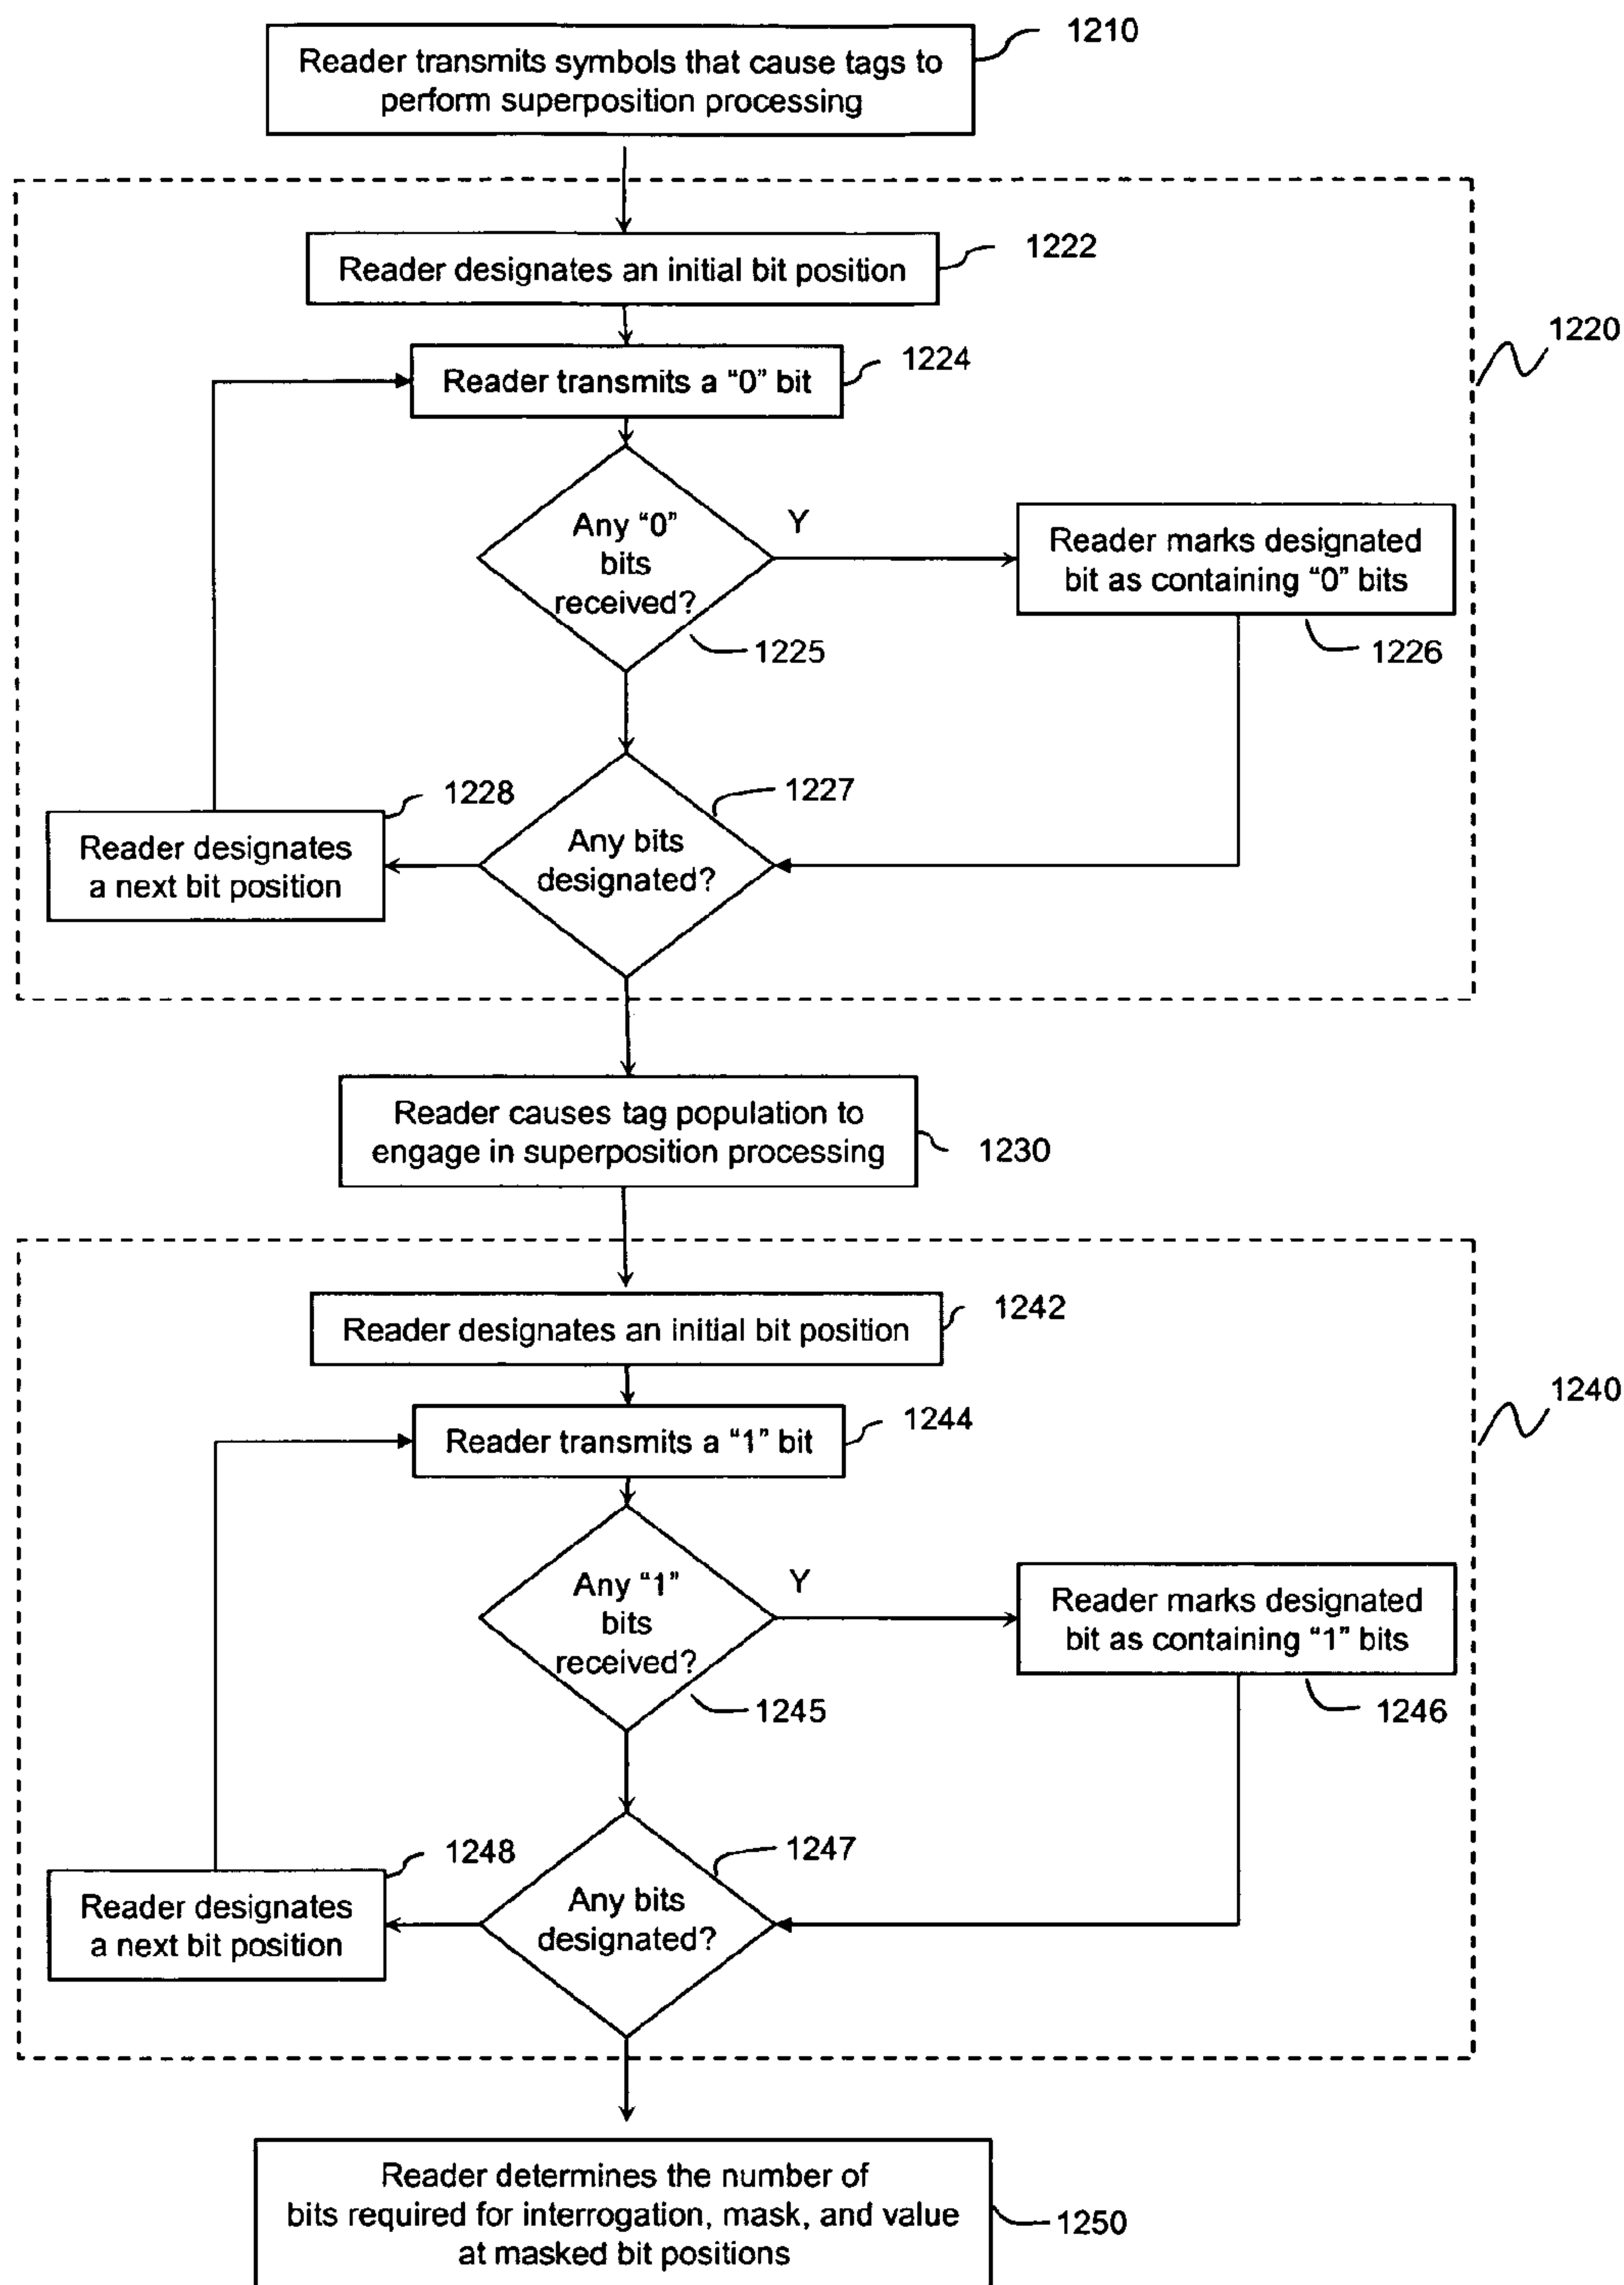 1210
Reader transmits symbols that cause tags to
perform superposition processing
1222
Reader designates an initial bit position
1220
1224
Reader transmits a “0” bit
Any “0”
bits
received?
Y
Reader marks designated
bit as containing “0” bits
1225
1226
1227
1228
Any bits
designated?
Reader designates
a next bit position
Reader causes tag population to
engage in superposition processing
1230
1242
Reader designates an initial bit position
1240
1244
Reader transmits a “1” bit
Any “1”
bits
received?
Y
Reader marks designated
bit as containing “1” bits
1245
1246
1247
1248
Any bits
designated?
Reader designates
a next bit position
Reader determines the number of
bits required for interrogation, mask, and value
at masked bit positions
1250